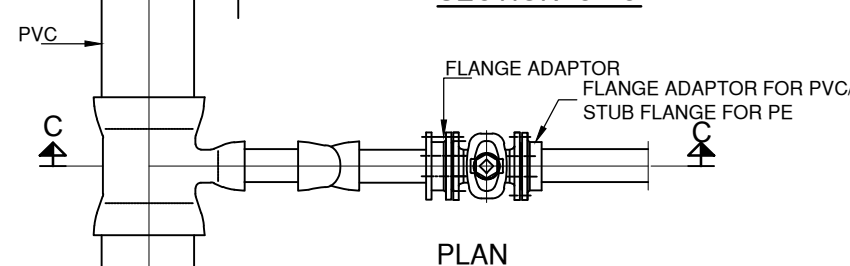 PVC
FLANGE ADAPTOR
FLANGE ADAPTOR FOR PVC/
STUB FLANGE FOR PE
C
C
PLAN